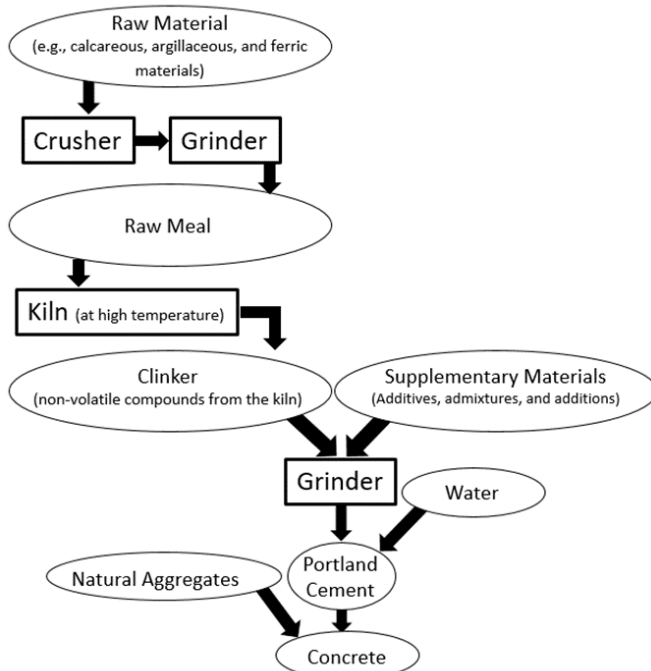 Raw Material
(e.g., calcareous, argillaceous, and ferric
materials)
Crusher
Grinder
Raw Meal
Kiln (at high temperature)
Clinker
(non-volatile compounds from the kiln)
Supplementary Materials
(Additives, admixtures, and additions)
Grinder
Water
Portland
Cement
Natural Aggregates
Concrete